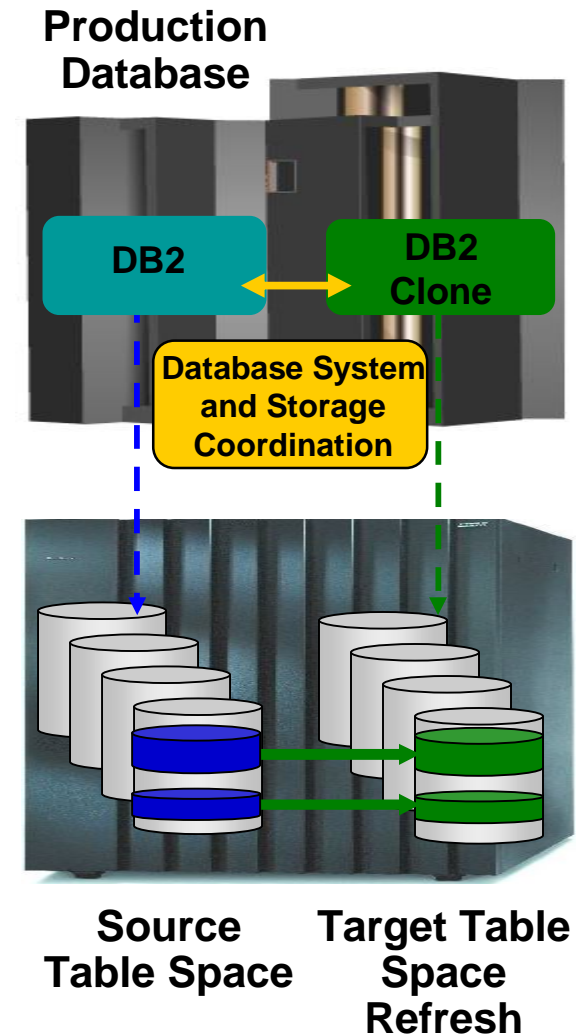 Production
Database
DB2
DB2
Clone
Database System
and Storage
Coordination
Source
Table Space
Target Table
Space
Refresh